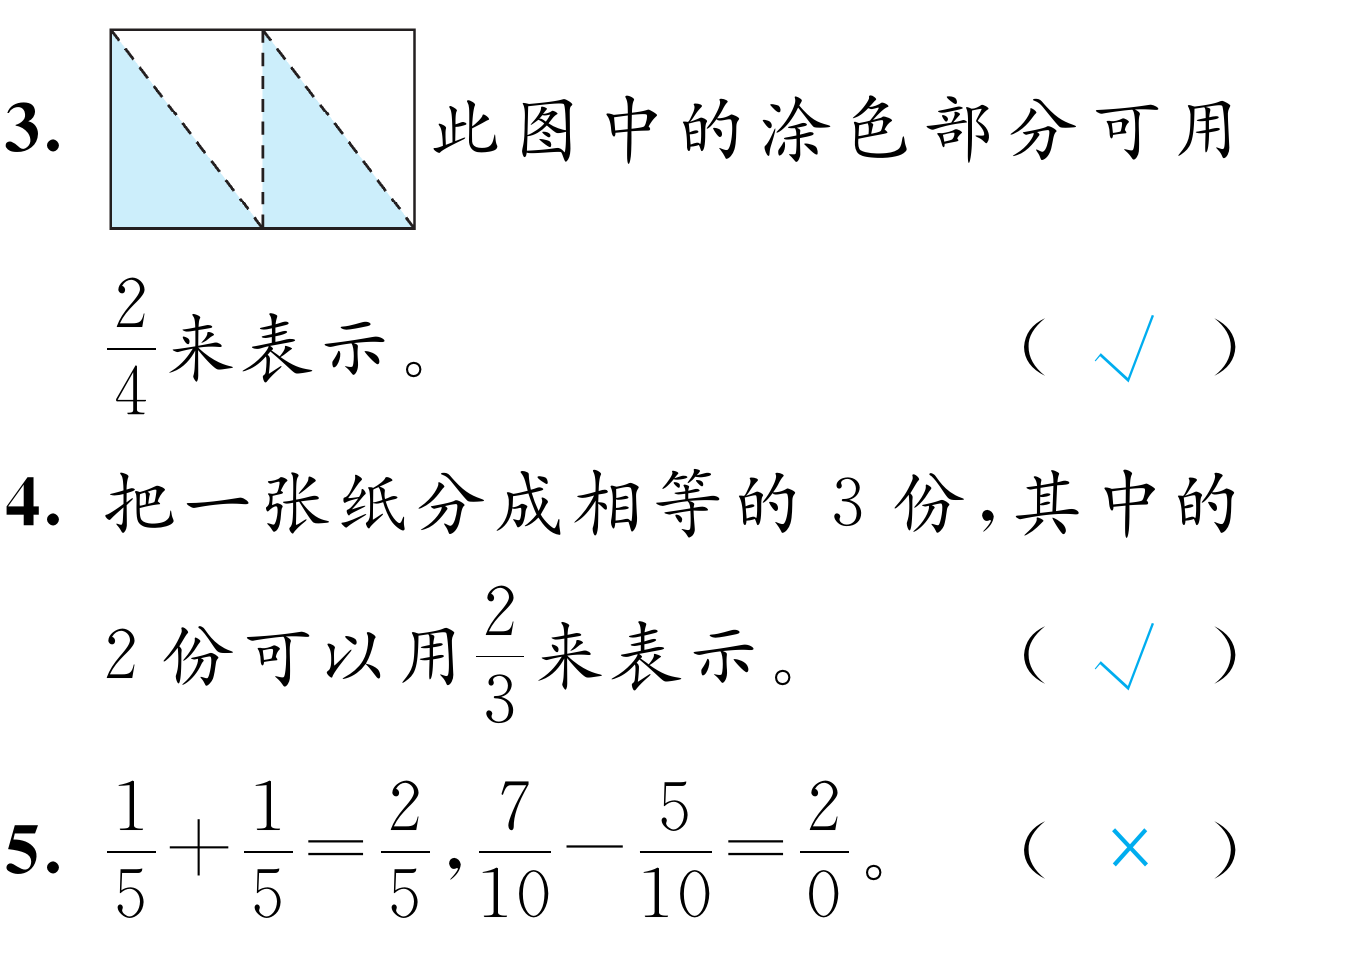 3. 此图中的涂色部分可用
2/4来表示。 ( √ )
4. 把一张纸分成相等的 3 份,其中的
2 份可以用2/3来表示。 ( √ )
5. 1/5+1/5=2/5,7/10-5/10=2/0。 ( × )